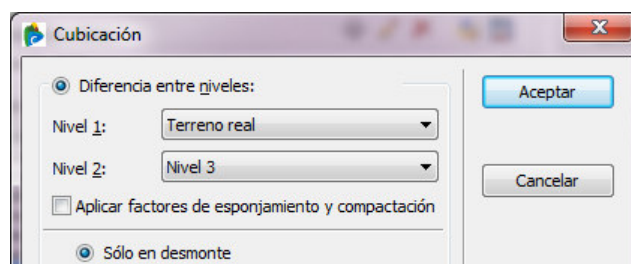 Cubicación
Diferencia entre niveles:
Aceptar
Nivel 1: Terreno real
Nivel 2: Nivel 3
Cancelar
Aplicar factores de esponjamiento y compactación
Sólo en desmonte